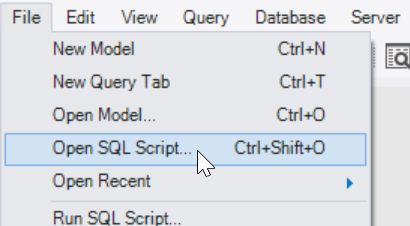 File Edit View Query Database Server
New Model Ctrl+N
New Query Tab Ctrl+T
Open Model... Ctrl+O
Open SQL Script... Ctrl+Shift+O
Open Recent
Run SQL Script...